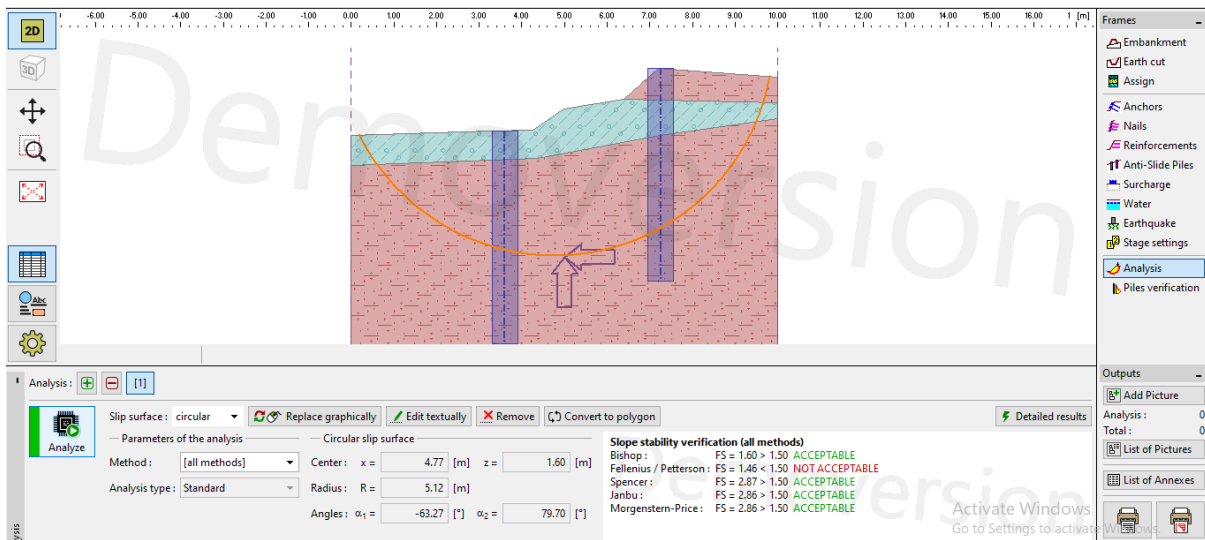 -6.00 -5.00 -4.00 -3.00 -2.00 -1.00 0.00 1.00 2.00 3.00 4.00 5.00 6.00 7.00 8.00 9.00 10.00 11.00 12.00 13.00 14.00 15.00 16.00 1 [m]
2D
3D
Abc
Demoversion
Frames
Embankment
Earth cut
Assign
Anchors
Nails
Reinforcements
Anti-Slide Piles
Surcharge
Water
Earthquake
Stage settings
Analysis
Piles verification
Analysis : [1]
Analyze
Slip surface : circular Replace graphically Edit textually Remove Convert to polygon Detailed results
Parameters of the analysis
Method : [all methods]
Analysis type : Standard
Circular slip surface
Center : x = 4.77 [m] z = 1.60 [m]
Radius : R = 5.12 [m]
Angles : α1 = -63.27 [°] α2 = 79.70 [°]
Slope stability verification (all methods)
Bishop : FS = 1.60 > 1.50 ACCEPTABLE
Fellenius / Petterson : FS = 1.46 < 1.50 NOT ACCEPTABLE
Spencer : FS = 2.87 > 1.50 ACCEPTABLE
Janbu : FS = 2.86 > 1.50 ACCEPTABLE
Morgenstern-Price : FS = 2.86 > 1.50 ACCEPTABLE
Demoversion
Outputs
Add Picture
Analysis : 0
Total : 0
List of Pictures
List of Annexes
Activate Windows
Go to Settings to activate Windows.